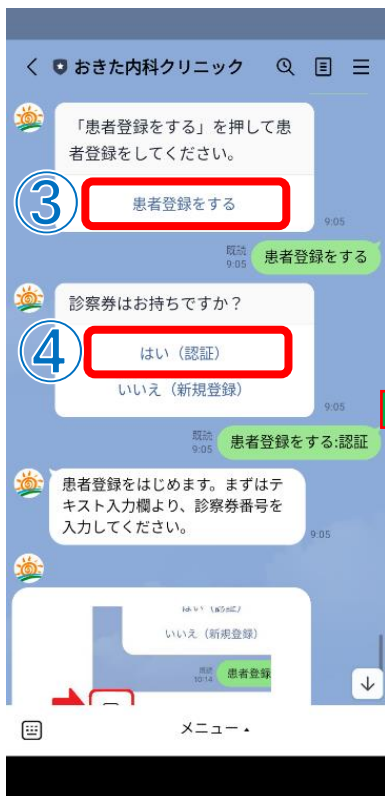 おきた内科クリニック
「患者登録をする」を押して患
者登録をしてください。
③
患者登録をする
9:05
既読
9:05
患者登録をする
診察券はお持ちですか？
④
はい（認証）
いいえ（新規登録）
9:05
既読
9:05
患者登録をする:認証
患者登録をはじめます。まずはテ
キスト入力欄より、診察券番号を
入力してください。
9:05
いいえ（新規登録）
既読
10:14
患者登録
メニュー